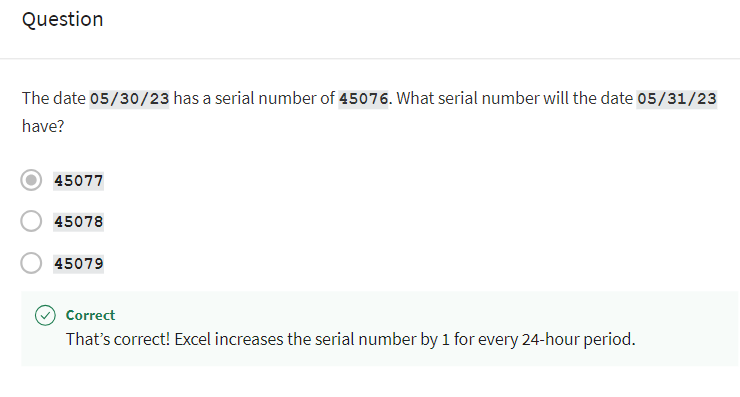 Question
The date 05/30/23 has a serial number of 45076. What serial number will the date 05/31/23
have?
45077
45078
45079
Correct
That’s correct! Excel increases the serial number by 1 for every 24-hour period.